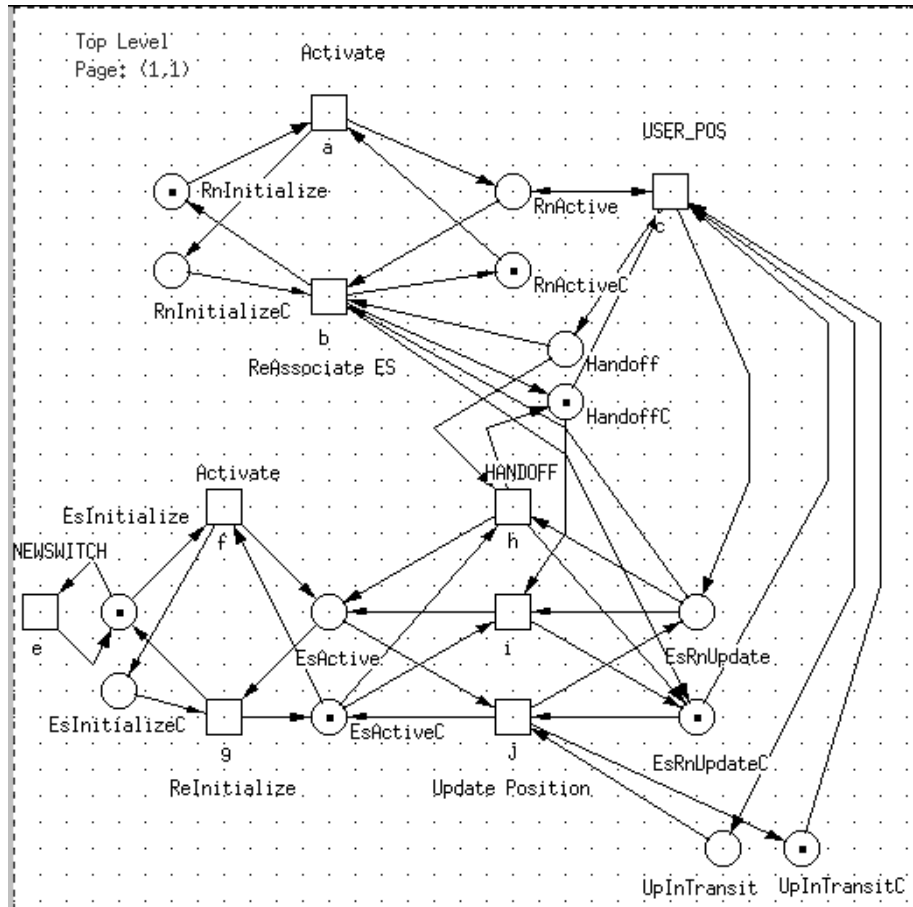 Top Level
Page: (1,1)
Activate
USER_POS
a
RnInitialize
RnActive
c
RnInitializeC
RnActiveC
b
ReAssociate ES
Handoff
HandoffC
Activate
HANDOFF
EsInitialize
f
h
NEWSWITCH
e
EsActive
i
EsRnUpdate
EsInitializeC
g
EsActiveC
j
EsRnUpdateC
ReInitialize
Update Position
UpInTransit
UpInTransitC